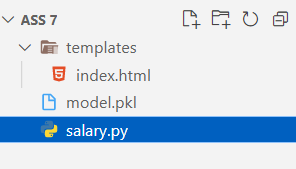 ASS 7
templates
index.html
model.pkl
salary.py